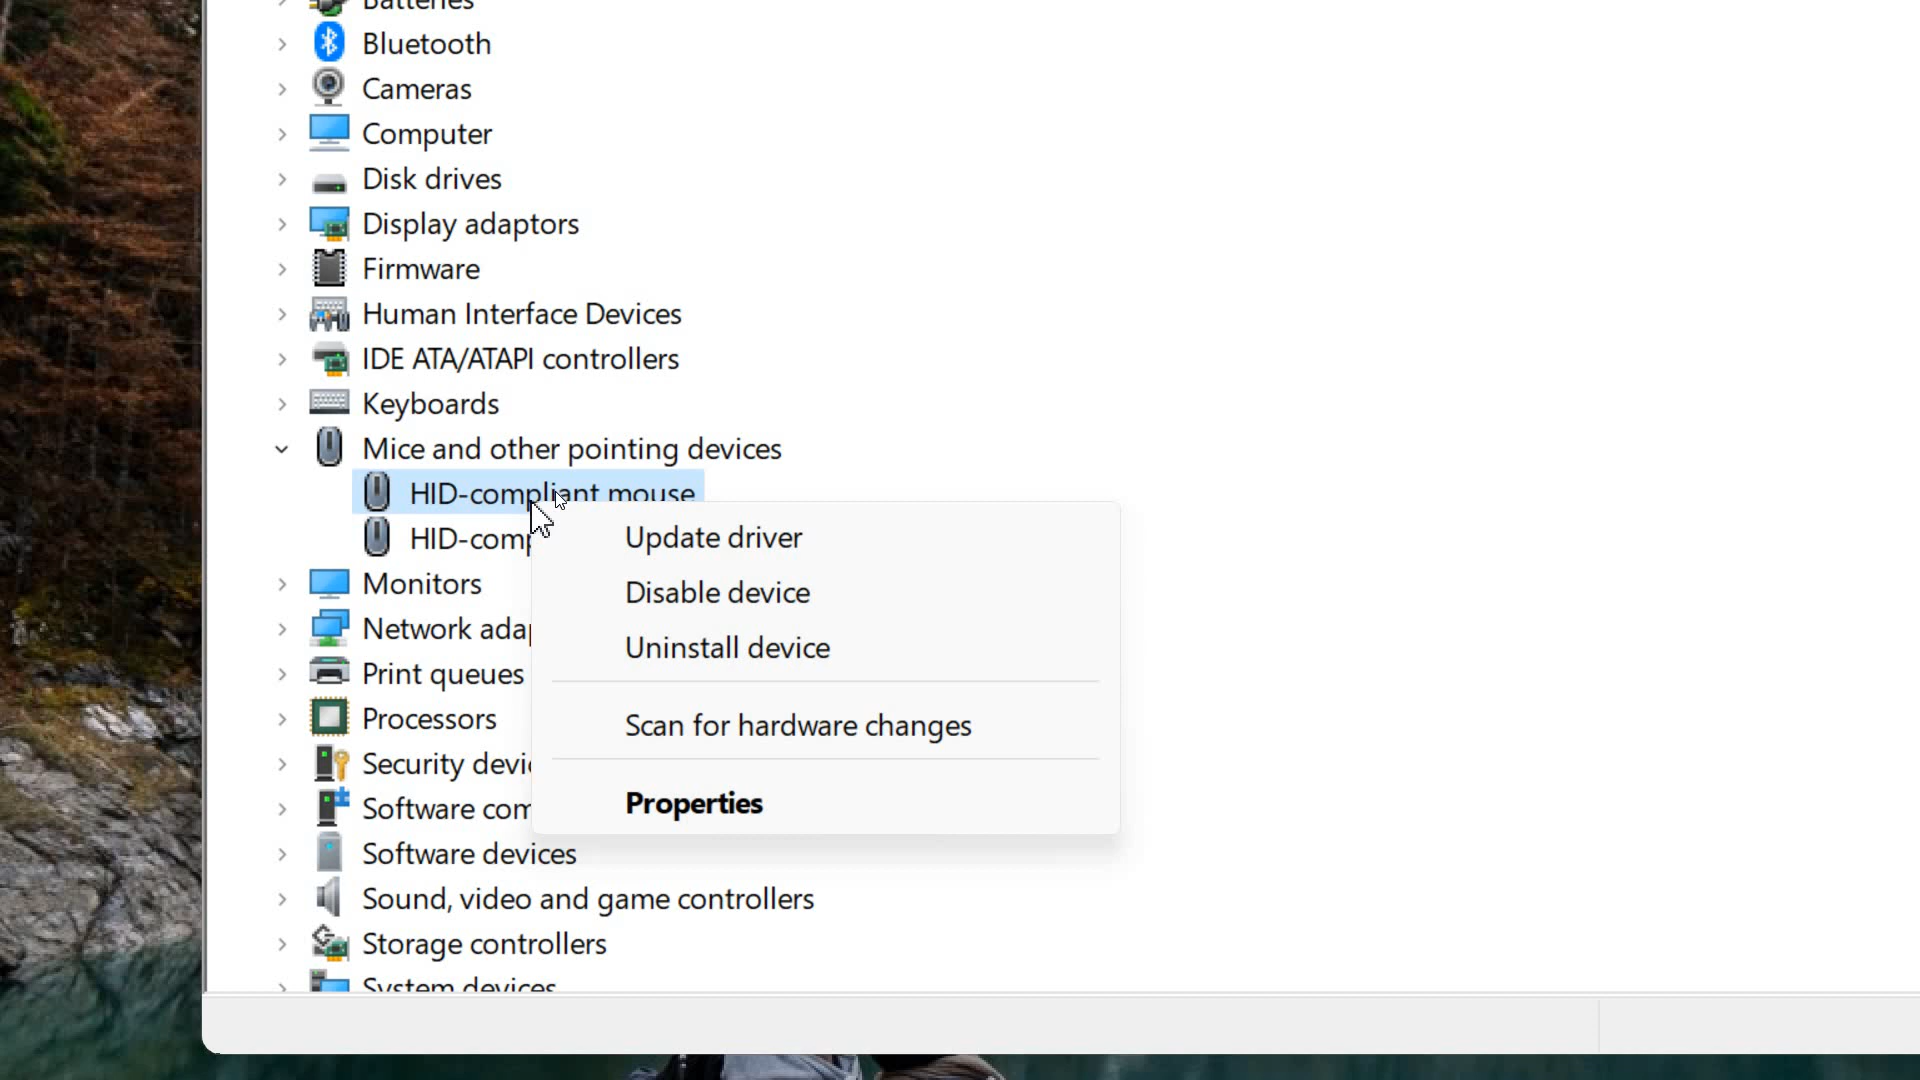 Batteries
Bluetooth
Cameras
Computer
Disk drives
Display adaptors
Firmware
Human Interface Devices
IDE ATA/ATAPI controllers
Keyboards
Mice and other pointing devices
HID-compliant mouse
HID-comp
Update driver
Disable device
Uninstall device
Scan for hardware changes
Properties
Monitors
Network adap
Print queues
Processors
Security devic
Software com
Software devices
Sound, video and game controllers
Storage controllers
System devices